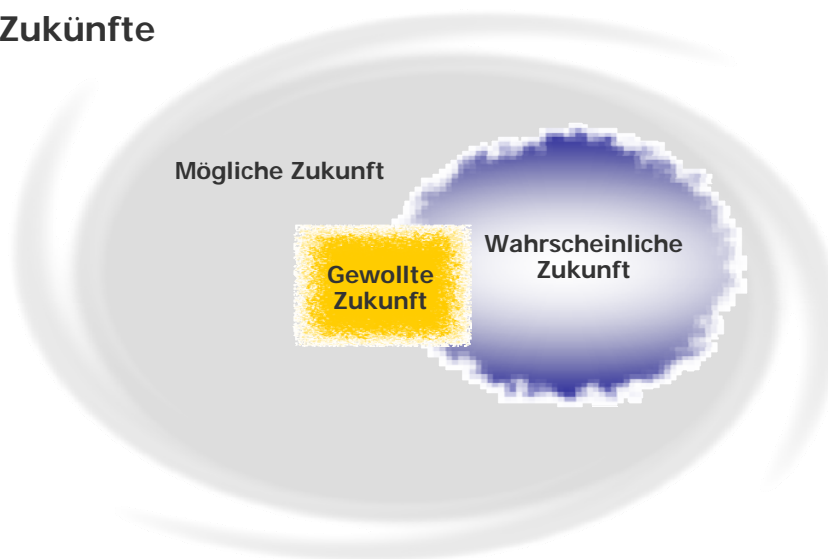 Zukünfte
Mögliche Zukunft
Wahrscheinliche
Zukunft
Gewollte
Zukunft